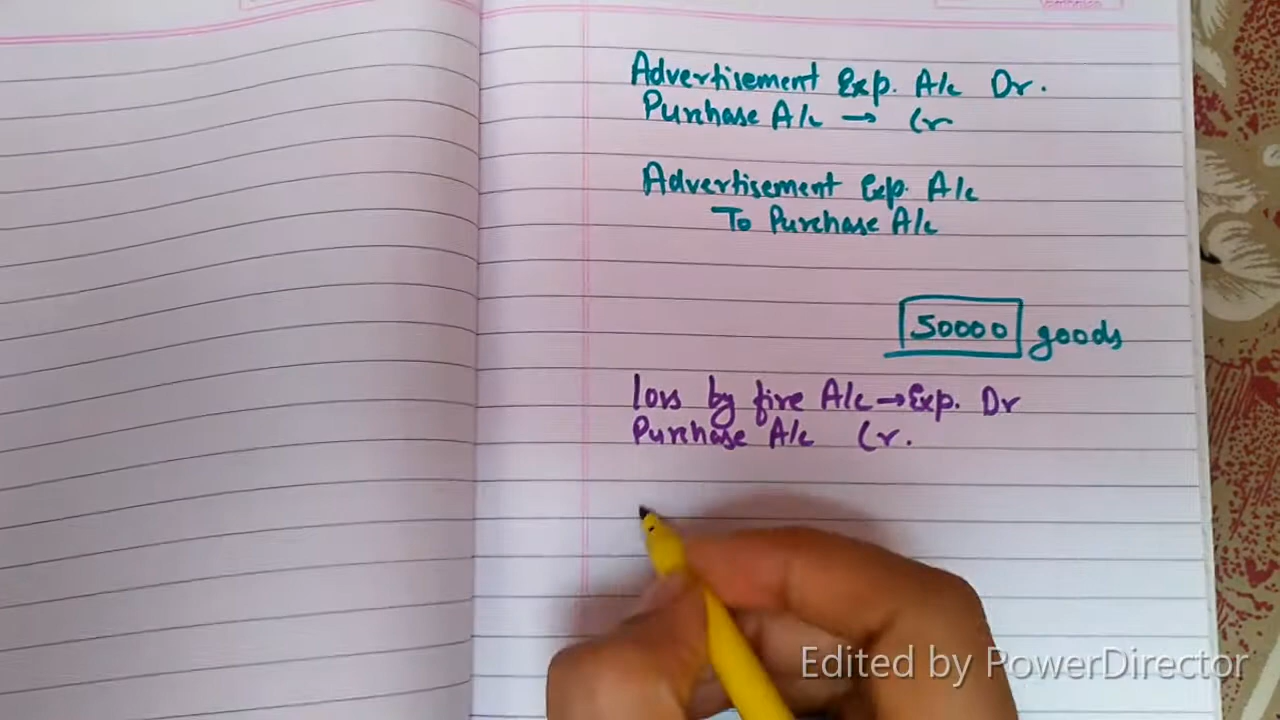 Advertisement Exp. A/c Dr.
Purchase A/c → Cr
Advertisement Exp. A/c
To Purchase A/c
50000 goods
loss by fire A/c → Exp. Dr
Purchase A/c Cr.
Edited by PowerDirector